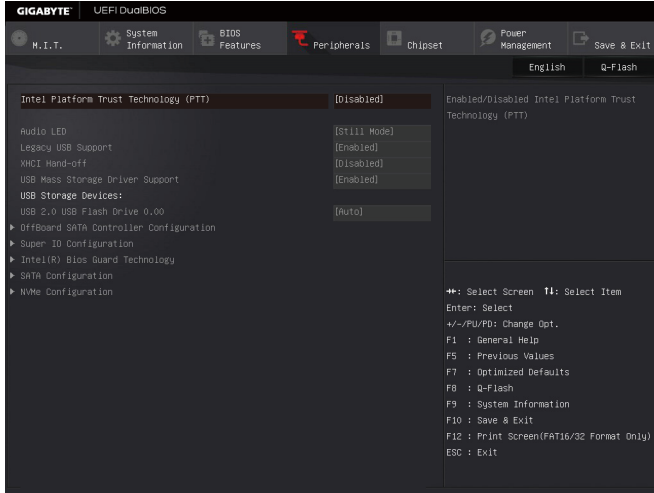 GIGABYTE™ UEFI DualBIOS
M.I.T.
System Information
BIOS Features
Peripherals
Chipset
Power Management
Save & Exit
English Q-Flash
Intel Platform Trust Technology (PTT) [Disabled]
Enabled/Disabled Intel Platform Trust
Technology (PTT)
Audio LED [Still Mode]
Legacy USB Support [Enabled]
XHCI Hand-off [Disabled]
USB Mass Storage Driver Support [Enabled]
USB Storage Devices:
USB 2.0 USB Flash Drive 0.00 [Auto]
OffBoard SATA Controller Configuration
Super IO Configuration
Intel(R) Bios Guard Technology
SATA Configuration
NVMe Configuration
→←: Select Screen ↑↓: Select Item
Enter: Select
+/-/PU/PD: Change Opt.
F1 : General Help
F5 : Previous Values
F7 : Optimized Defaults
F8 : Q-Flash
F9 : System Information
F10 : Save & Exit
F12 : Print Screen(FAT16/32 Format Only)
ESC : Exit